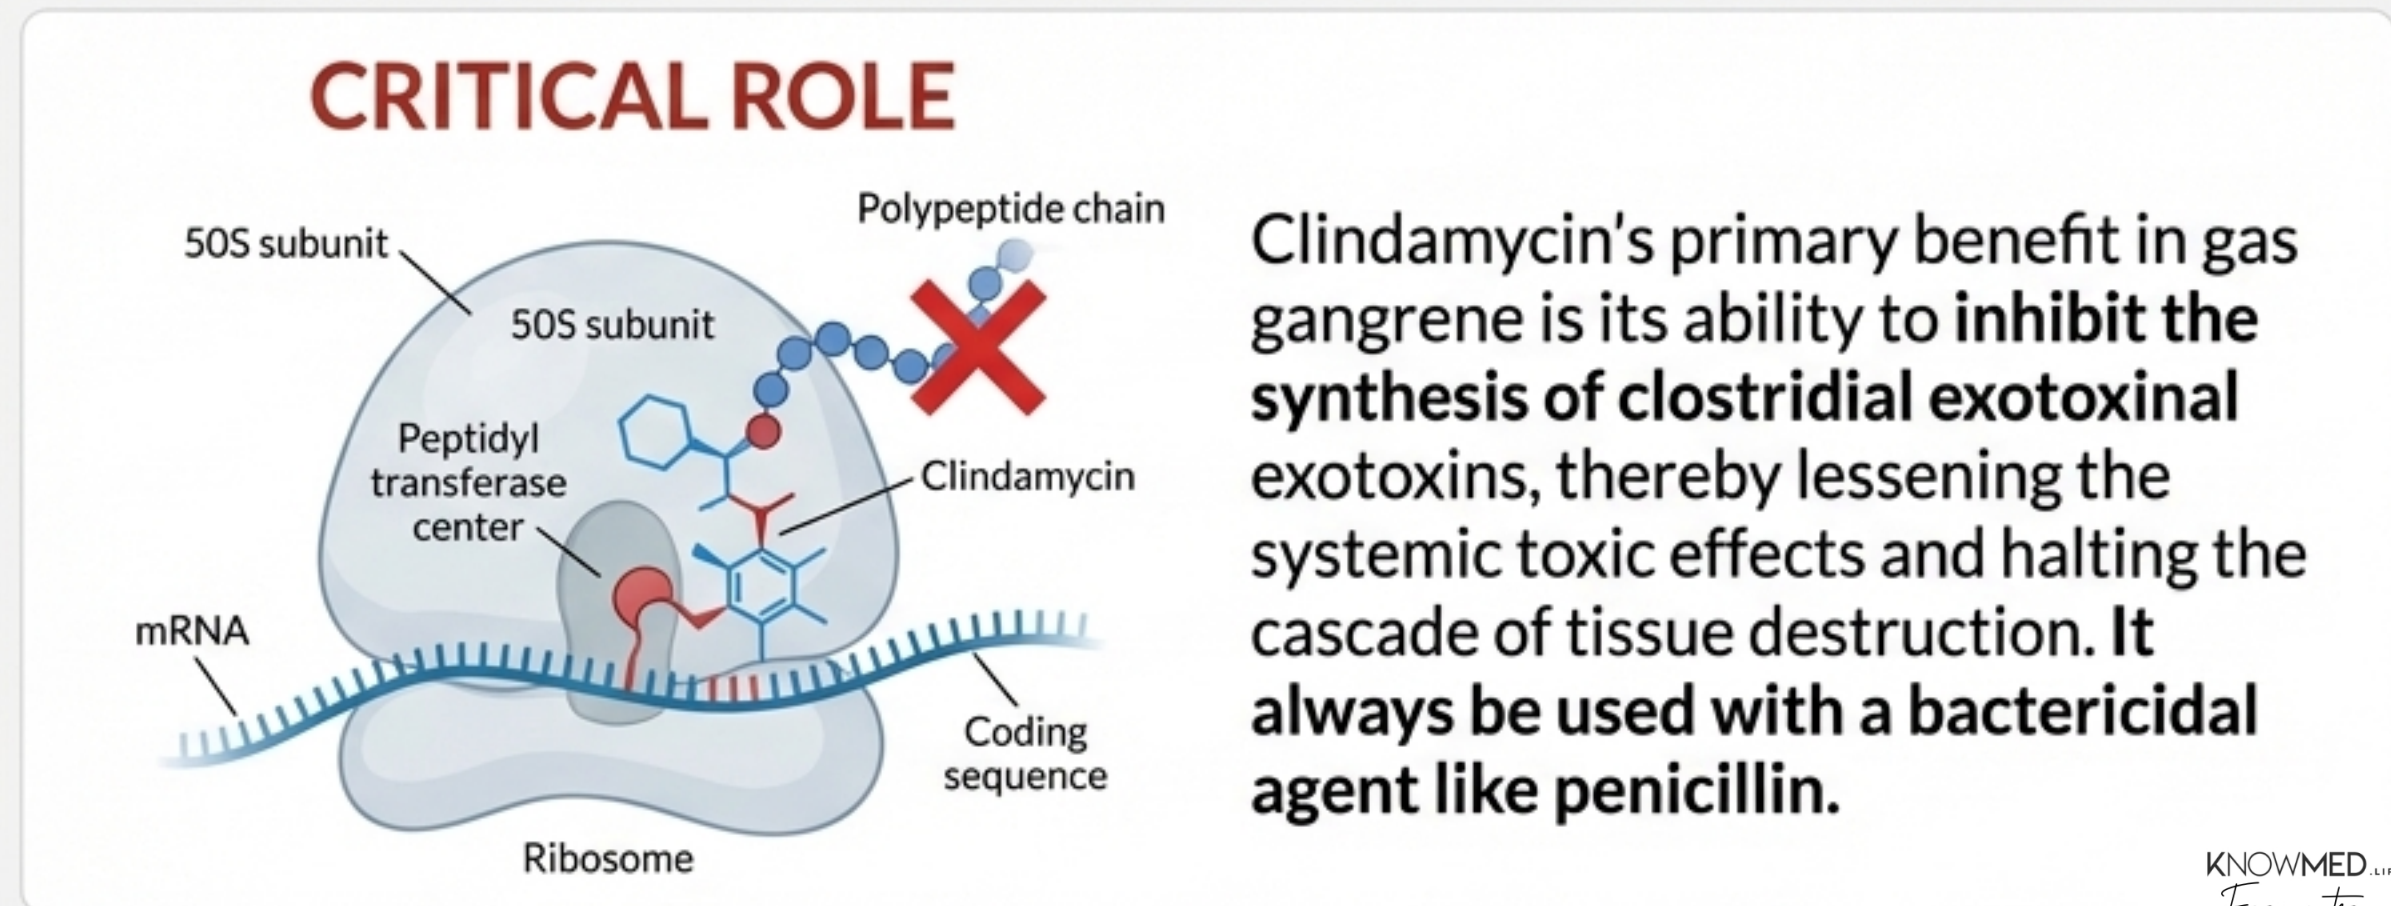 CRITICAL ROLE
50S subunit
50S subunit
Polypeptide chain
Peptidyl
transferase
center
Clindamycin
mRNA
Coding
sequence
Ribosome
Clindamycin's primary benefit in gas
gangrene is its ability to inhibit the
synthesis of clostridial exotoxinal
exotoxins, thereby lessening the
systemic toxic effects and halting the
cascade of tissue destruction. It
always be used with a bactericidal
agent like penicillin.
KNOWMED